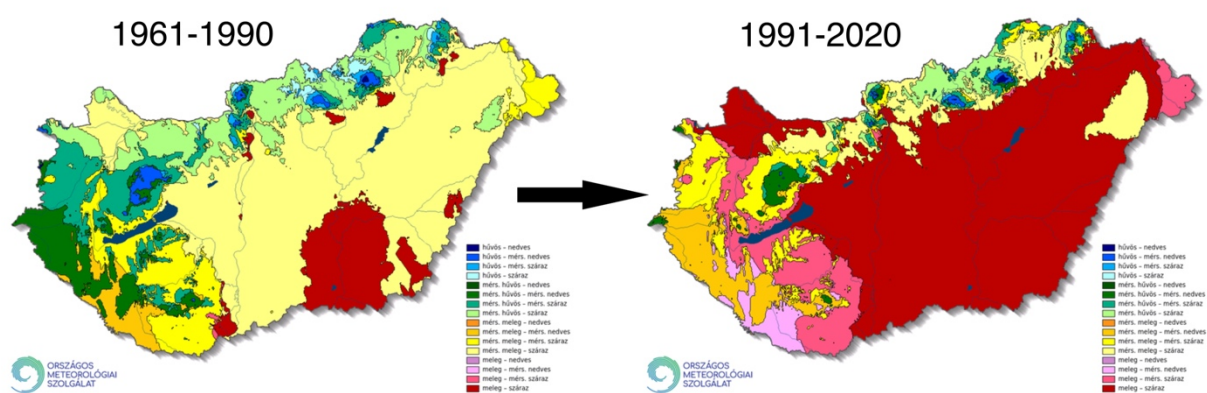 1961-1990
1991-2020
hűvös – nedves
hűvös – mérs. nedves
hűvös – mérs. száraz
hűvös – száraz
mérs. hűvös – nedves
mérs. hűvös – mérs. nedves
mérs. hűvös – mérs. száraz
mérs. hűvös – száraz
mérs. meleg – nedves
mérs. meleg – mérs. nedves
mérs. meleg – mérs. száraz
mérs. meleg – száraz
meleg – nedves
meleg – mérs. nedves
meleg – mérs. száraz
meleg – száraz
ORSZÁGOS
METEOROLÓGIAI
SZOLGÁLAT
hűvös – nedves
hűvös – mérs. nedves
hűvös – mérs. száraz
hűvös – száraz
mérs. hűvös – nedves
mérs. hűvös – mérs. nedves
mérs. hűvös – mérs. száraz
mérs. hűvös – száraz
mérs. meleg – nedves
mérs. meleg – mérs. nedves
mérs. meleg – mérs. száraz
mérs. meleg – száraz
meleg – nedves
meleg – mérs. nedves
meleg – mérs. száraz
meleg – száraz
ORSZÁGOS
METEOROLÓGIAI
SZOLGÁLAT